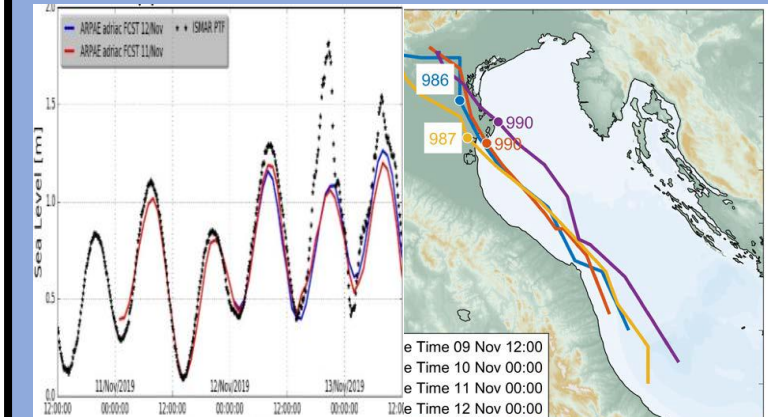 2.0
ARPAE adriac FCST 12/Nov
ISMAR PTF
ARPAE adriac FCST 11/Nov
1.5
1.0
0.5
Sea Level [m]
11/Nov/2019
12/Nov/2019
13/Nov/2019
12:00:00
00:00:00
12:00:00
00:00:00
12:00:00
00:00:00
12:0
986
990
987
990
e Time 09 Nov 12:00
e Time 10 Nov 00:00
e Time 11 Nov 00:00
e Time 12 Nov 00:00